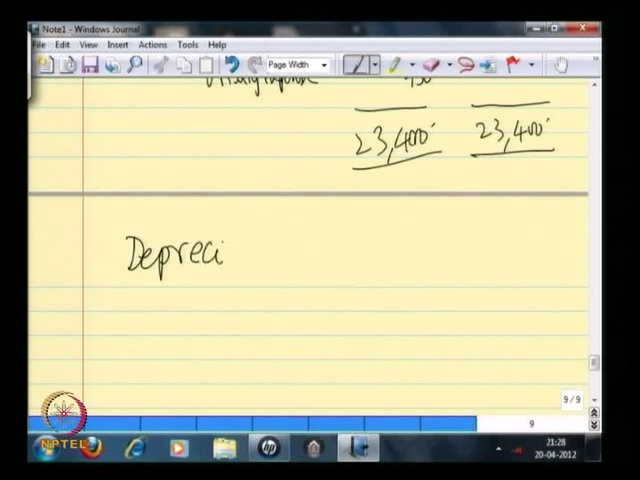 Note1 - Windows Journal
File Edit View Insert Actions Tools Help
Page Width
23,400 23,400
Depreci
9 / 9
9
NPTEL
21:28
20-04-2012